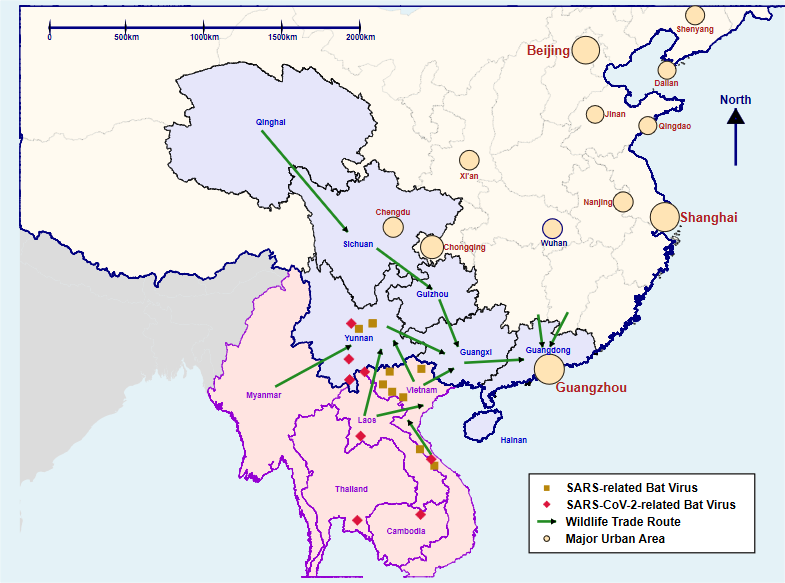 0 500km 1000km 1500km 2000km
Shenyang
Beijing
Dalian
North
Jinan
Qinghai
Qingdao
Xi'an
Nanjing
Chengdu
Shanghai
Sichuan
Chongqing
Wuhan
Guizhou
Yunnan
Guangxi
Guangdong
Guangzhou
Myanmar
Vietnam
Laos
Hainan
Thailand
Cambodia
SARS-related Bat Virus
SARS-CoV-2-related Bat Virus
Wildlife Trade Route
Major Urban Area